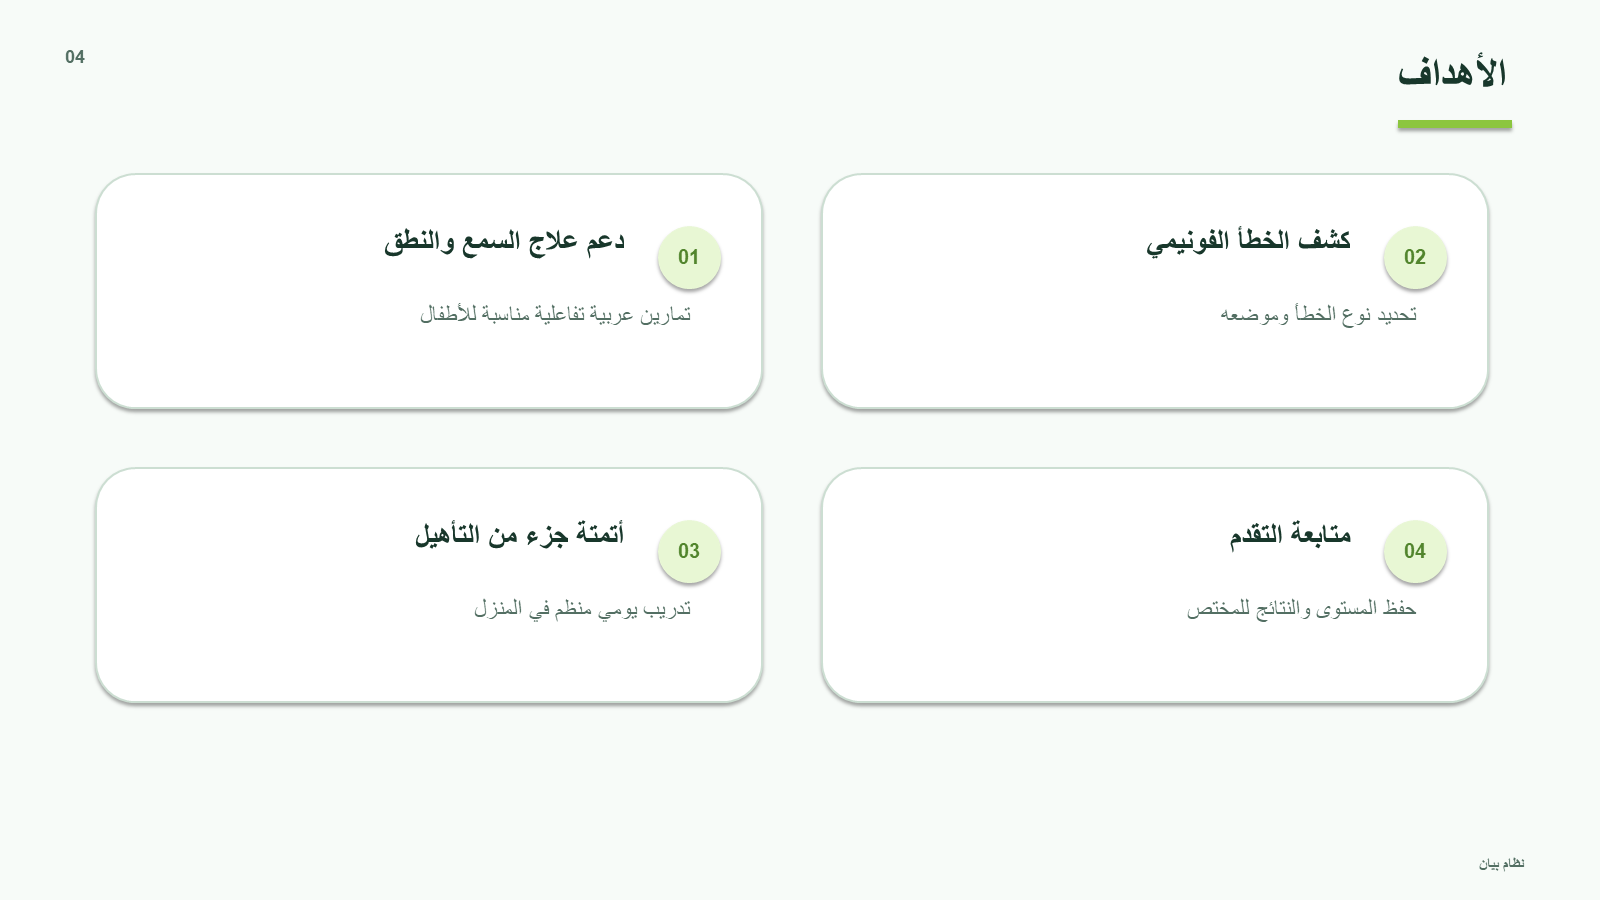 04
الأهداف
01
دعم علاج السمع والنطق
تمارين عربية تفاعلية مناسبة للأطفال
02
كشف الخطأ الفونيمي
تحديد نوع الخطأ وموضعه
03
أتمتة جزء من التأهيل
تدريب يومي منظم في المنزل
04
متابعة التقدم
حفظ المستوى والنتائج للمختص
نظام بيان